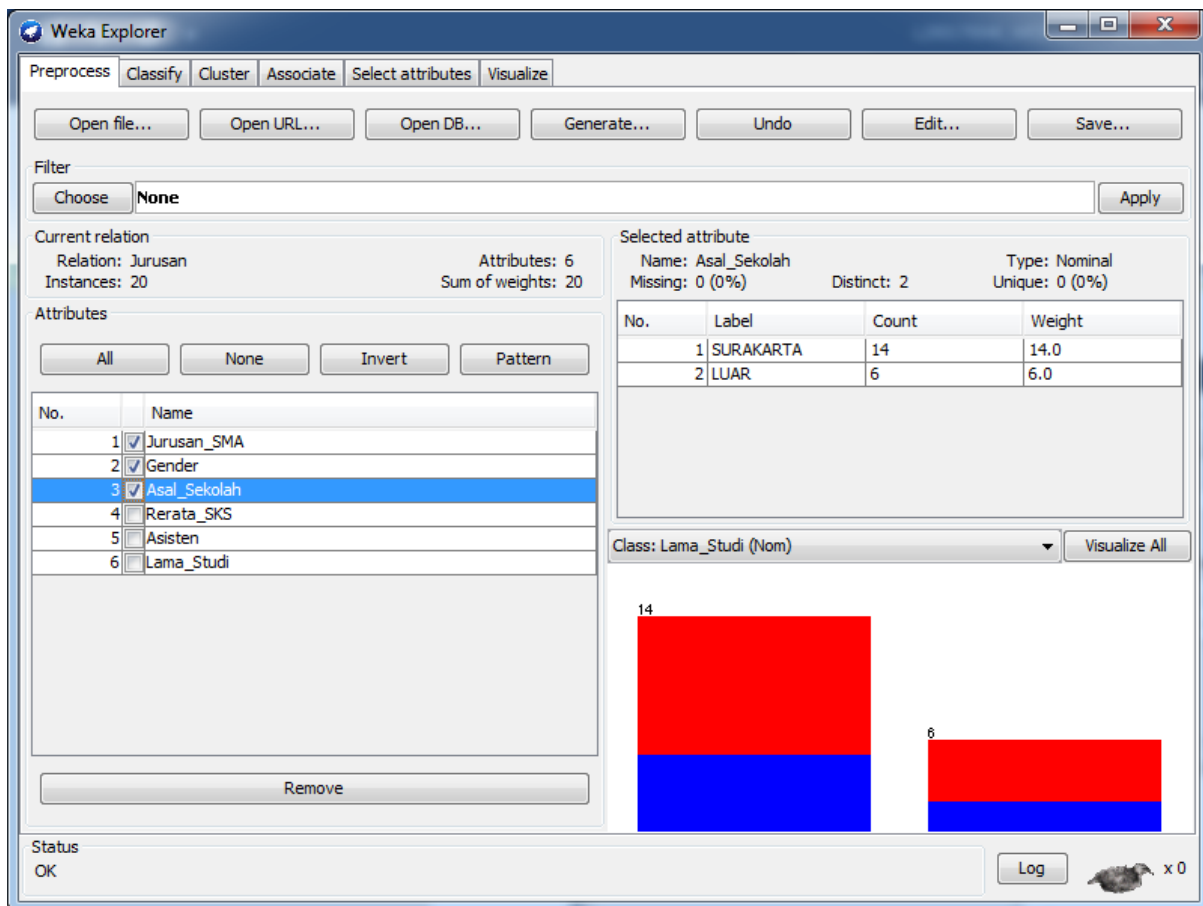 Weka Explorer
Preprocess Classify Cluster Associate Select attributes Visualize
Open file... Open URL... Open DB... Generate... Undo Edit... Save...
Filter
Choose None Apply
Current relation
Relation: Jurusan Attributes: 6
Instances: 20 Sum of weights: 20
Attributes
All None Invert Pattern
No. Name
1 Jurusan_SMA
2 Gender
3 Asal_Sekolah
4 Rerata_SKS
5 Asisten
6 Lama_Studi
Remove
Selected attribute
Name: Asal_Sekolah Type: Nominal
Missing: 0 (0%) Distinct: 2 Unique: 0 (0%)
No. Label Count Weight
1 SURAKARTA 14 14.0
2 LUAR 6 6.0
Class: Lama_Studi (Nom) Visualize All
14
6
Status
OK
Log x 0